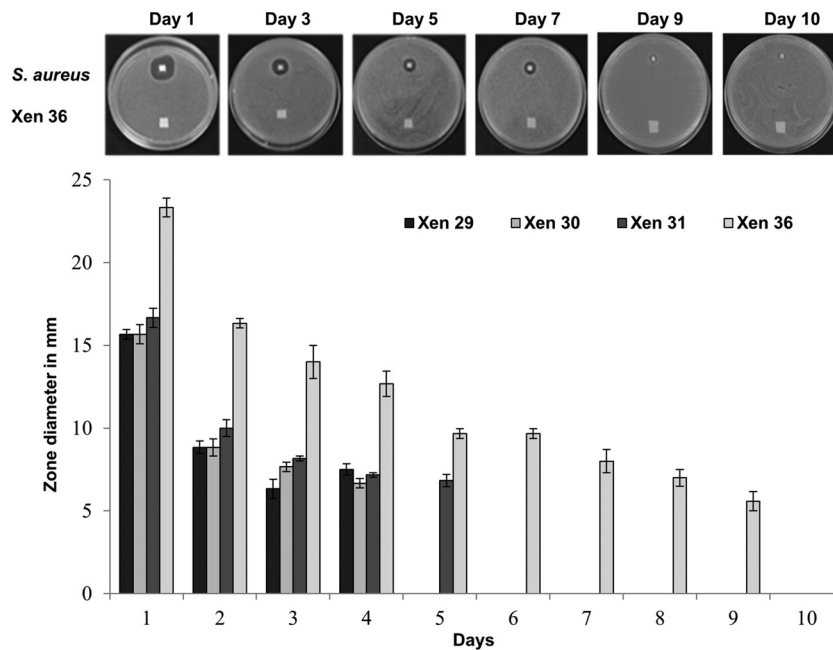 Day 1 Day 3 Day 5 Day 7 Day 9 Day 10
S. aureus
Xen 36
25
Xen 29 Xen 30 Xen 31 Xen 36
20
15
Zone diameter in mm
10
5
0
1 2 3 4 5 6 7 8 9 10
Days